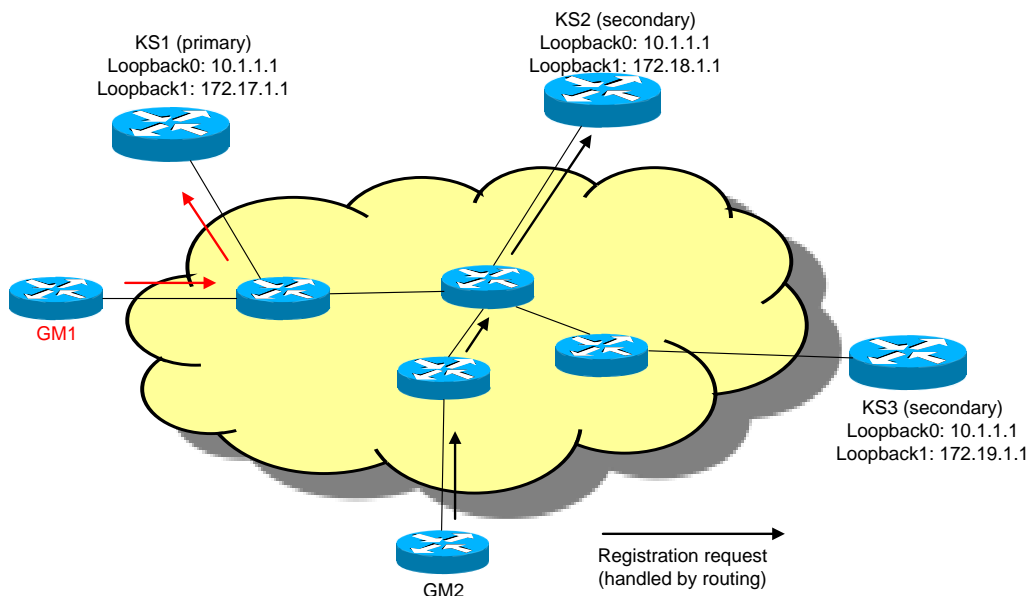 KS2 (secondary)
Loopback0: 10.1.1.1
Loopback1: 172.18.1.1
KS1 (primary)
Loopback0: 10.1.1.1
Loopback1: 172.17.1.1
GM1
KS3 (secondary)
Loopback0: 10.1.1.1
Loopback1: 172.19.1.1
Registration request
(handled by routing)
GM2